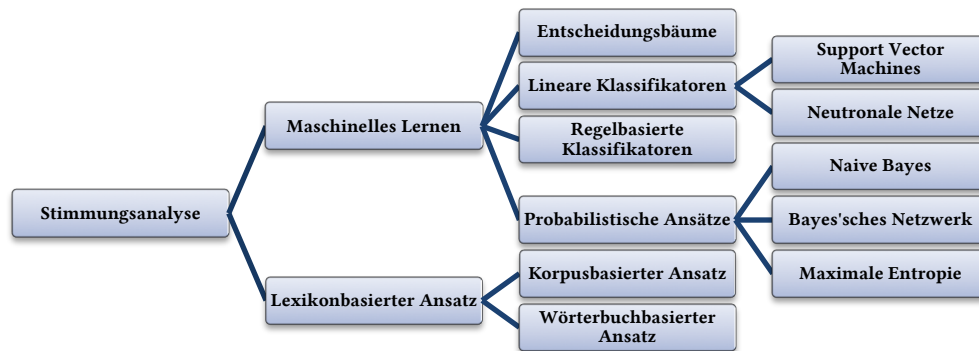 Stimmungsanalyse
Maschinelles Lernen
Entscheidungsbäume
Lineare Klassifikatoren
Support Vector
Machines
Neutronale Netze
Regelbasierte
Klassifikatoren
Probabilistische Ansätze
Naive Bayes
Bayes'sches Netzwerk
Maximale Entropie
Lexikonbasierter Ansatz
Korpusbasierter Ansatz
Wörterbuchbasierter
Ansatz